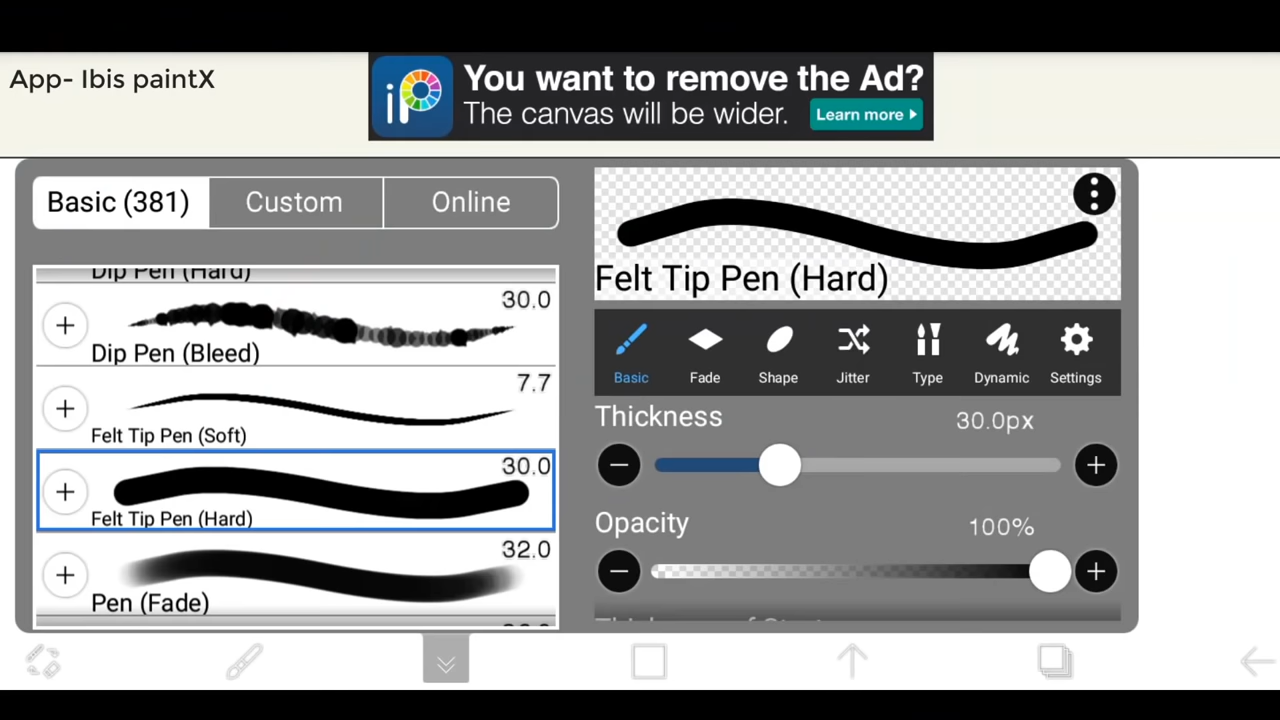 App- Ibis paintX
You want to remove the Ad?
The canvas will be wider.
Learn more
iP
Basic (381)
Custom
Online
Dip Pen (Hard)
30.0
Dip Pen (Bleed)
7.7
Felt Tip Pen (Soft)
30.0
Felt Tip Pen (Hard)
32.0
Pen (Fade)
Felt Tip Pen (Hard)
Basic
Fade
Shape
Jitter
Type
Dynamic
Settings
Thickness
30.0px
Opacity
100%